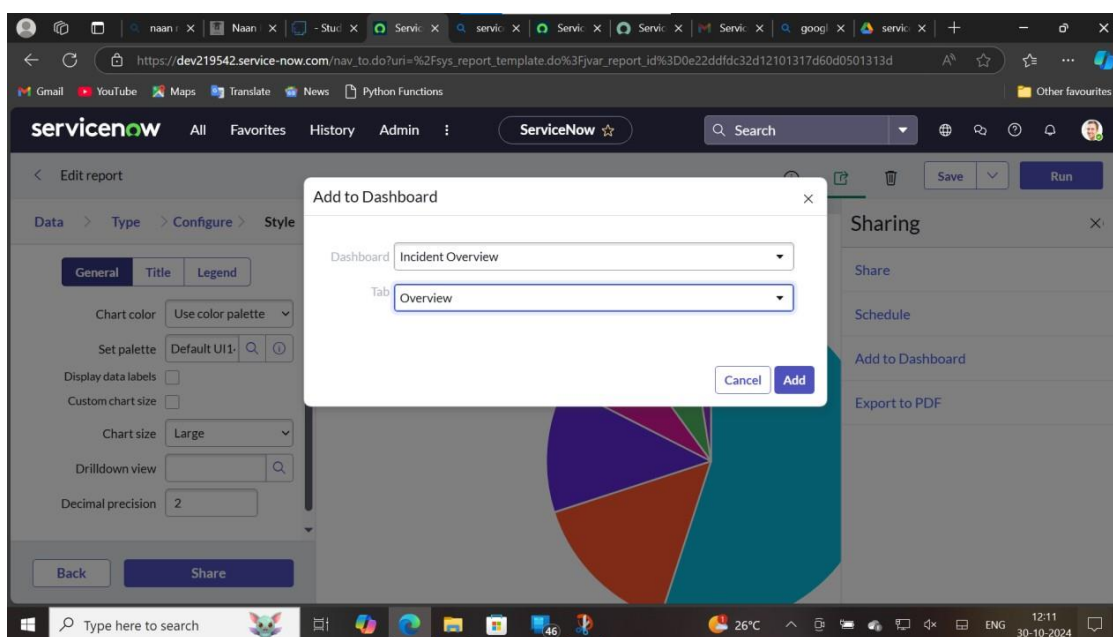 naan r
Naan
- Stud
Servic
servic
Servic
Servic
Servic
googl
servic
https://dev219542.service-now.com/nav_to.do?uri=%2Fsys_report_template.do%3Fjvar_report_id%3D0e22ddfdc32d12101317d60d0501313d
Gmail YouTube Maps Translate News Python Functions Other favourites
servicenow All Favorites History Admin ServiceNow Search
Edit report Save Run
Add to Dashboard
Data Type Configure Style
Sharing
Dashboard Incident Overview
General Title Legend
Share
Tab Overview
Chart color Use color palette
Schedule
Set palette Default UI1-
Display data labels
Add to Dashboard
Cancel Add
Custom chart size
Export to PDF
Chart size Large
Drilldown view
Decimal precision 2
Back Share
Type here to search 46 26°C ENG 12:11
30-10-2024